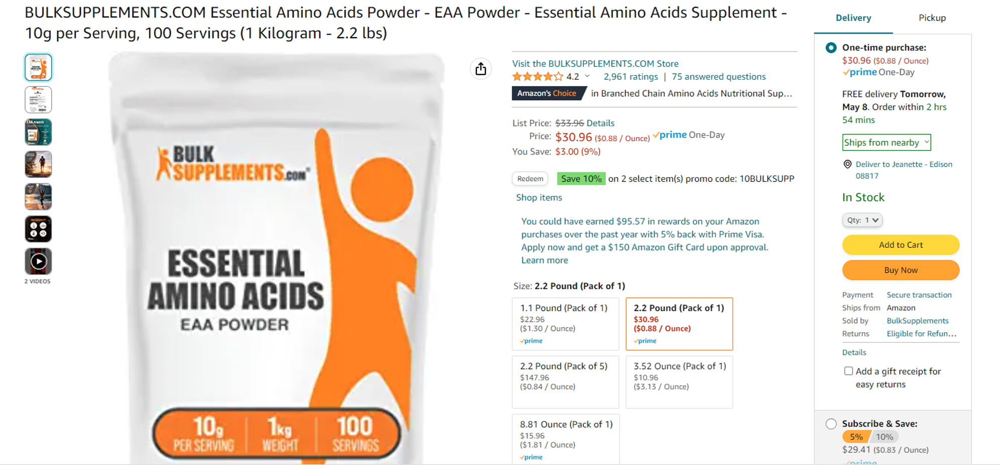 BULKSUPPLEMENTS.COM Essential Amino Acids Powder - EAA Powder - Essential Amino Acids Supplement -
10g per Serving, 100 Servings (1 Kilogram - 2.2 lbs)
2 VIDEOS
BULK
SUPPLEMENTS.COM®
ESSENTIAL
AMINO ACIDS
EAA POWDER
10g
PER SERVING
1kg
WEIGHT
100
SERVINGS
Visit the BULKSUPPLEMENTS.COM Store
4.2 2,961 ratings | 75 answered questions
Amazon's Choice in Branched Chain Amino Acids Nutritional Sup...
List Price: $33.96 Details
Price: $30.96 ($0.88 / Ounce) prime One-Day
You Save: $3.00 (9%)
Redeem Save 10% on 2 select item(s) promo code: 10BULKSUPP
Shop items
You could have earned $95.57 in rewards on your Amazon
purchases over the past year with 5% back with Prime Visa.
Apply now and get a $150 Amazon Gift Card upon approval.
Learn more
Size: 2.2 Pound (Pack of 1)
1.1 Pound (Pack of 1)
$22.96
($1.30 / Ounce)
prime
2.2 Pound (Pack of 1)
$30.96
($0.88 / Ounce)
prime
2.2 Pound (Pack of 5)
$147.96
($0.84 / Ounce)
3.52 Ounce (Pack of 1)
$10.96
($3.13 / Ounce)
8.81 Ounce (Pack of 1)
$15.96
($1.81 / Ounce)
prime
Delivery Pickup
One-time purchase:
$30.96 ($0.88 / Ounce)
prime One-Day
FREE delivery Tomorrow,
May 8. Order within 2 hrs
54 mins
Ships from nearby
Deliver to Jeanette - Edison
08817
In Stock
Qty: 1
Add to Cart
Buy Now
Payment Secure transaction
Ships from Amazon
Sold by BulkSupplements
Returns Eligible for Refun...
Details
Add a gift receipt for
easy returns
Subscribe & Save:
5% 10%
$29.41 ($0.83 / Ounce)
prime